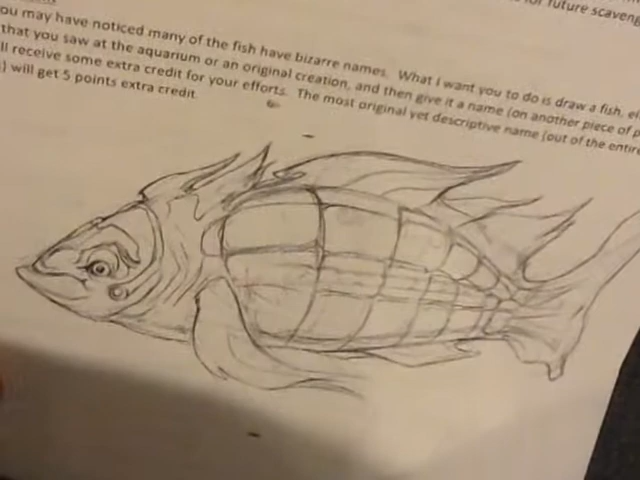 for future scaveng
ou may have noticed many of the fish have bizarre names. What I want you to do is draw a fish, ei
that you saw at the aquarium or an original creation, and then give it a name (on another piece of p
ll receive some extra credit for your efforts. The most original yet descriptive name (out of the entire
) will get 5 points extra credit.